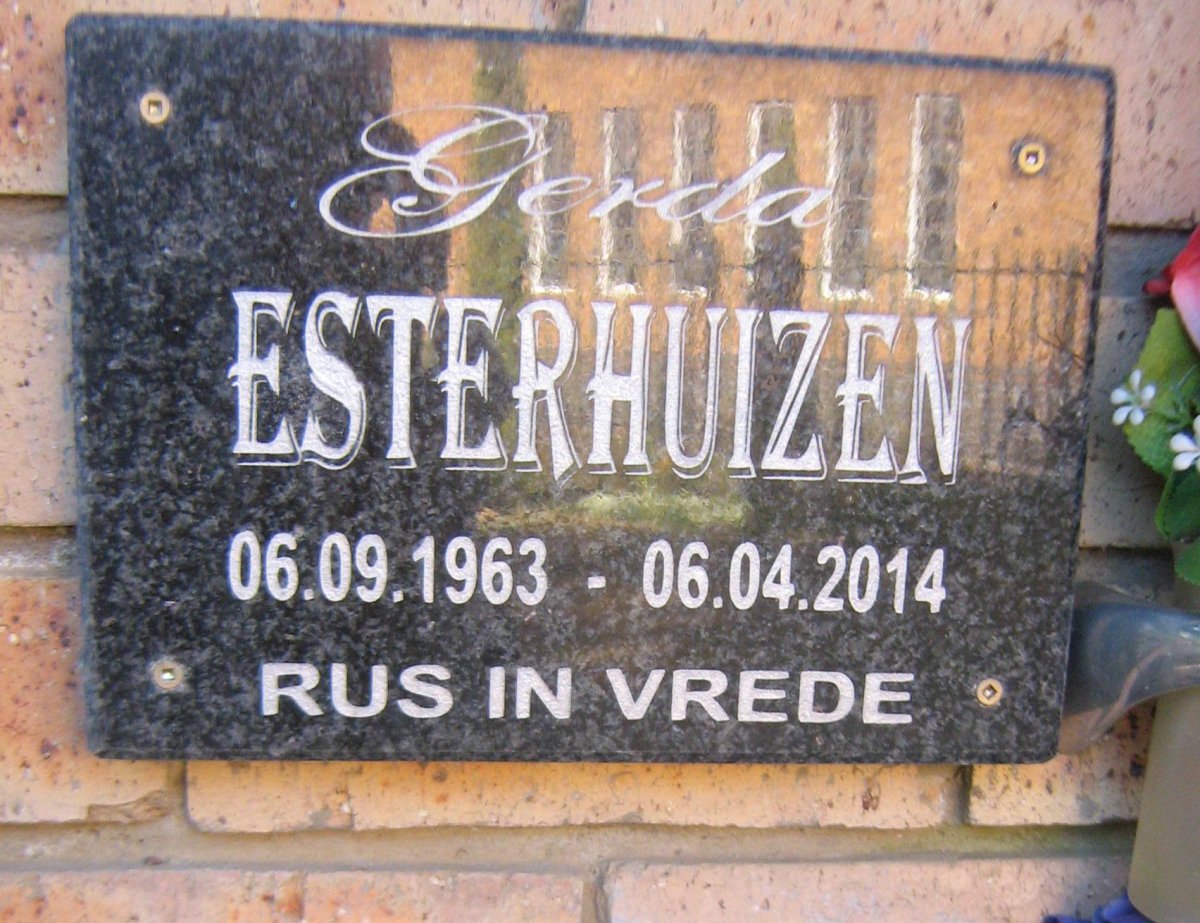 Gerda
ESTERHUIZEN
06.09.1963 - 06.04.2014
RUS IN VREDE